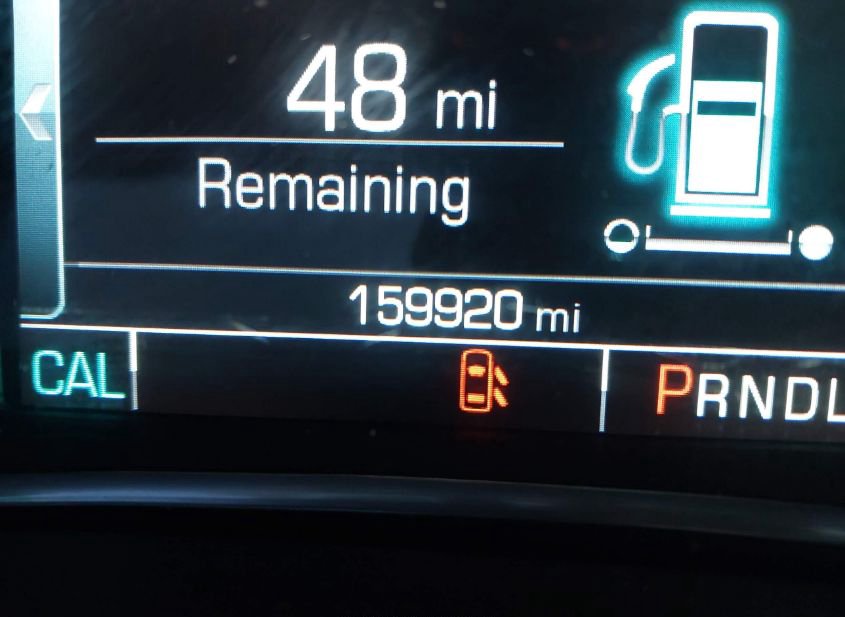 48 mi
Remaining
159920 mi
CAL
PRNDL